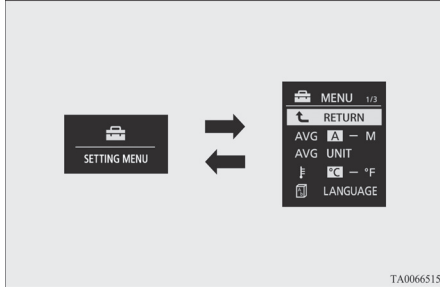 SETTING MENU
MENU 1/3
RETURN
AVG A – M
AVG UNIT
°C – °F
LANGUAGE
TA0066515